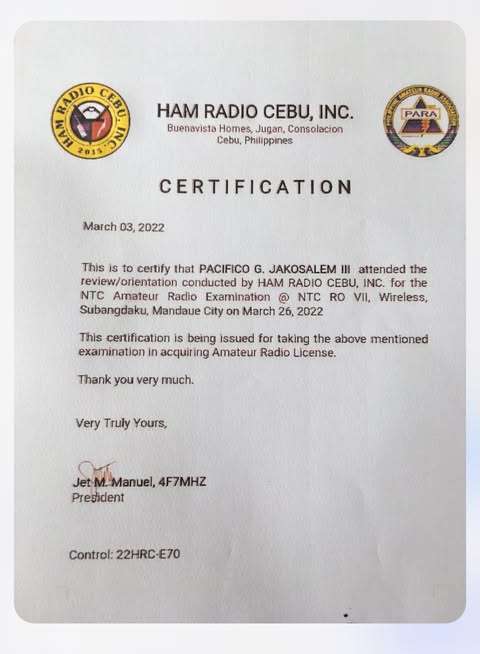 HAM RADIO CEBU, INC.
2015
PHILIPPINE AMATEUR RADIO ASSOCIATION
PARA
HAM RADIO CEBU, INC.
Buenavista Homes, Jugan, Consolacion
Cebu, Philippines
CERTIFICATION
March 03, 2022
This is to certify that PACIFICO G. JAKOSALEM III attended the
review/orientation conducted by HAM RADIO CEBU, INC. for the
NTC Amateur Radio Examination @ NTC RO VII, Wireless,
Subangdaku, Mandaue City on March 26, 2022
This certification is being issued for taking the above mentioned
examination in acquiring Amateur Radio License.
Thank you very much.
Very Truly Yours,
Jet M. Manuel, 4F7MHZ
President
Control: 22HRC-E70